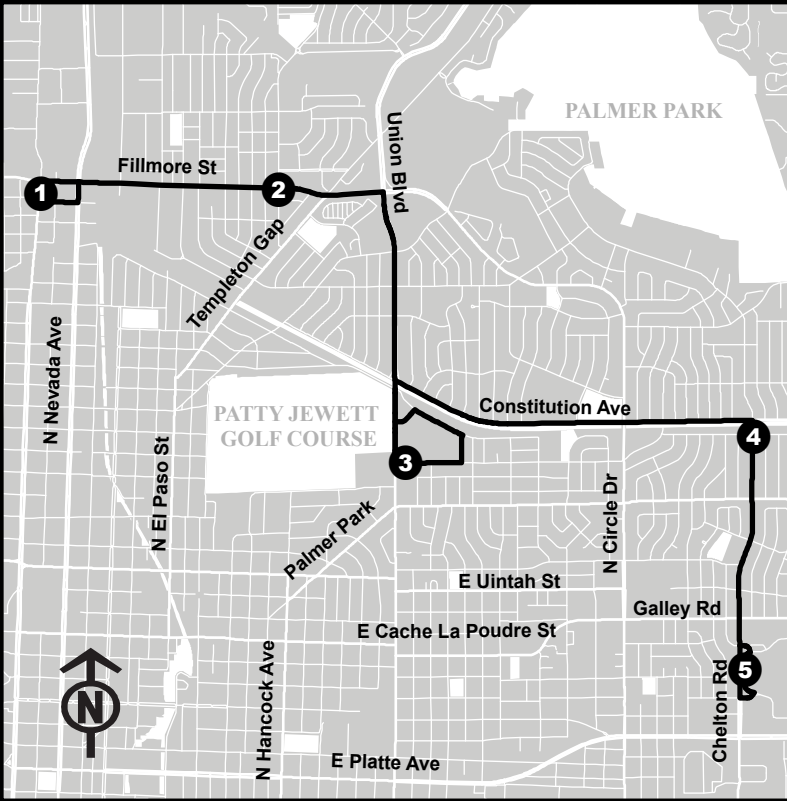 PALMER PARK
Union Blvd
Fillmore St
1
2
Templeton Gap
N Nevada Ave
PATTY JEWETT
GOLF COURSE
Constitution Ave
3
4
N El Paso St
N Circle Dr
Palmer Park
E Uintah St
Galley Rd
E Cache La Poudre St
5
N
N Hancock Ave
Chelton Rd
E Platte Ave